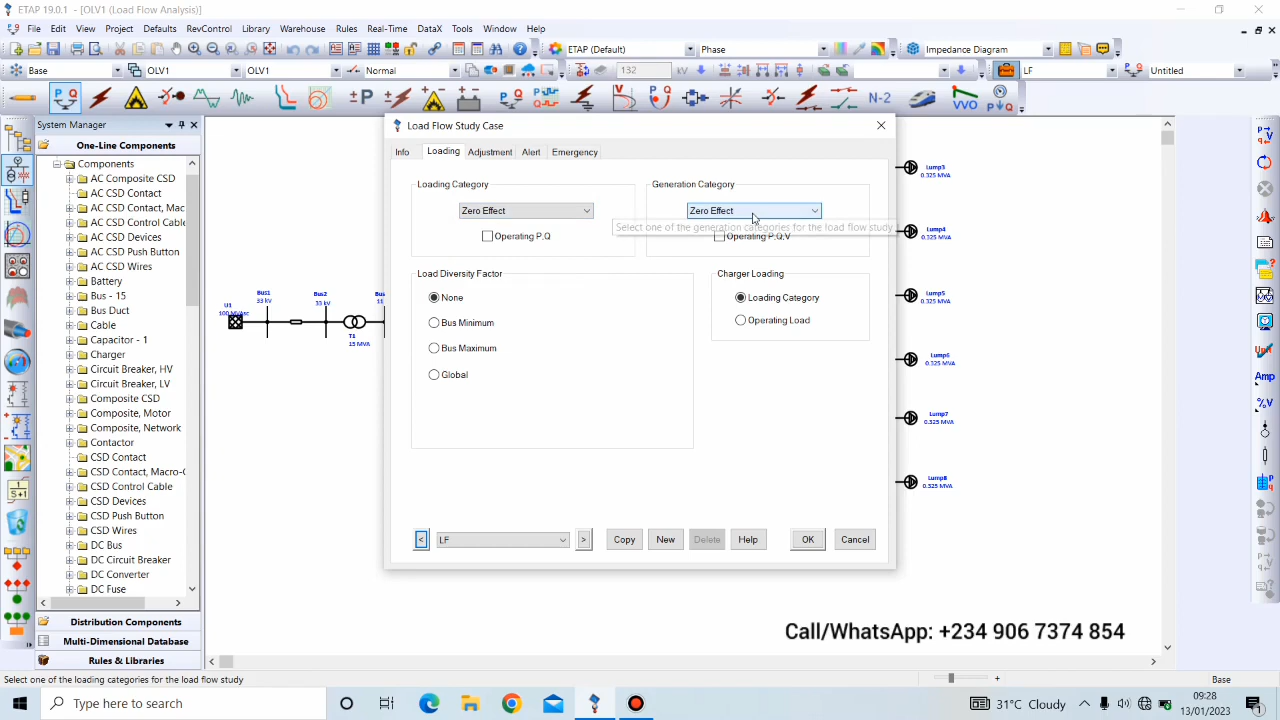 ETAP 19.0.1 - [OLV1 (Load Flow Analysis)]
File Edit View Project Defaults RevControl Library Warehouse Rules Real-Time DataX Tools Window Help
ETAP (Default) Phase Impedance Diagram
Base OLV1 OLV1 Normal 132 kV LF Untitled
N-2 VVO
System Manager
One-Line Components
Components
AC Composite CSD
AC CSD Contact
AC CSD Control Cable
AC CSD Devices
AC CSD Push Button
AC CSD Wires
Battery
Bus - 15
Bus Duct
Cable
Capacitor - 1
Charger
Circuit Breaker, HV
Circuit Breaker, LV
Composite CSD
Composite, Motor
Composite, Network
Contactor
CSD Contact
CSD Contact, Macro-C
CSD Control Cable
CSD Devices
CSD Push Button
CSD Wires
DC Bus
DC Circuit Breaker
DC Composite
DC Converter
DC Fuse
Distribution Components
Multi-Dimensional Database
Rules & Libraries
U1
100 MVAsc
Bus1
33 kV
Bus2
33 kV
T1
15 MVA
Bus
11
Load Flow Study Case
Info Loading Adjustment Alert Emergency
Loading Category
Zero Effect
Operating P,Q
Generation Category
Zero Effect
Select one of the generation categories for the load flow study
Operating P,Q,V
Load Diversity Factor
None
Bus Minimum
Bus Maximum
Global
Charger Loading
Loading Category
Operating Load
< LF > Copy New Delete Help OK Cancel
Lump3
0.325 MVA
Lump4
0.325 MVA
Lump5
0.325 MVA
Lump6
0.325 MVA
Lump7
0.325 MVA
Lump8
0.325 MVA
Amp
%V
Call/WhatsApp: +234 906 7374 854
Select one of the loading categories for the load flow study
Base
Type here to search
31°C Cloudy
09:28
13/01/2023